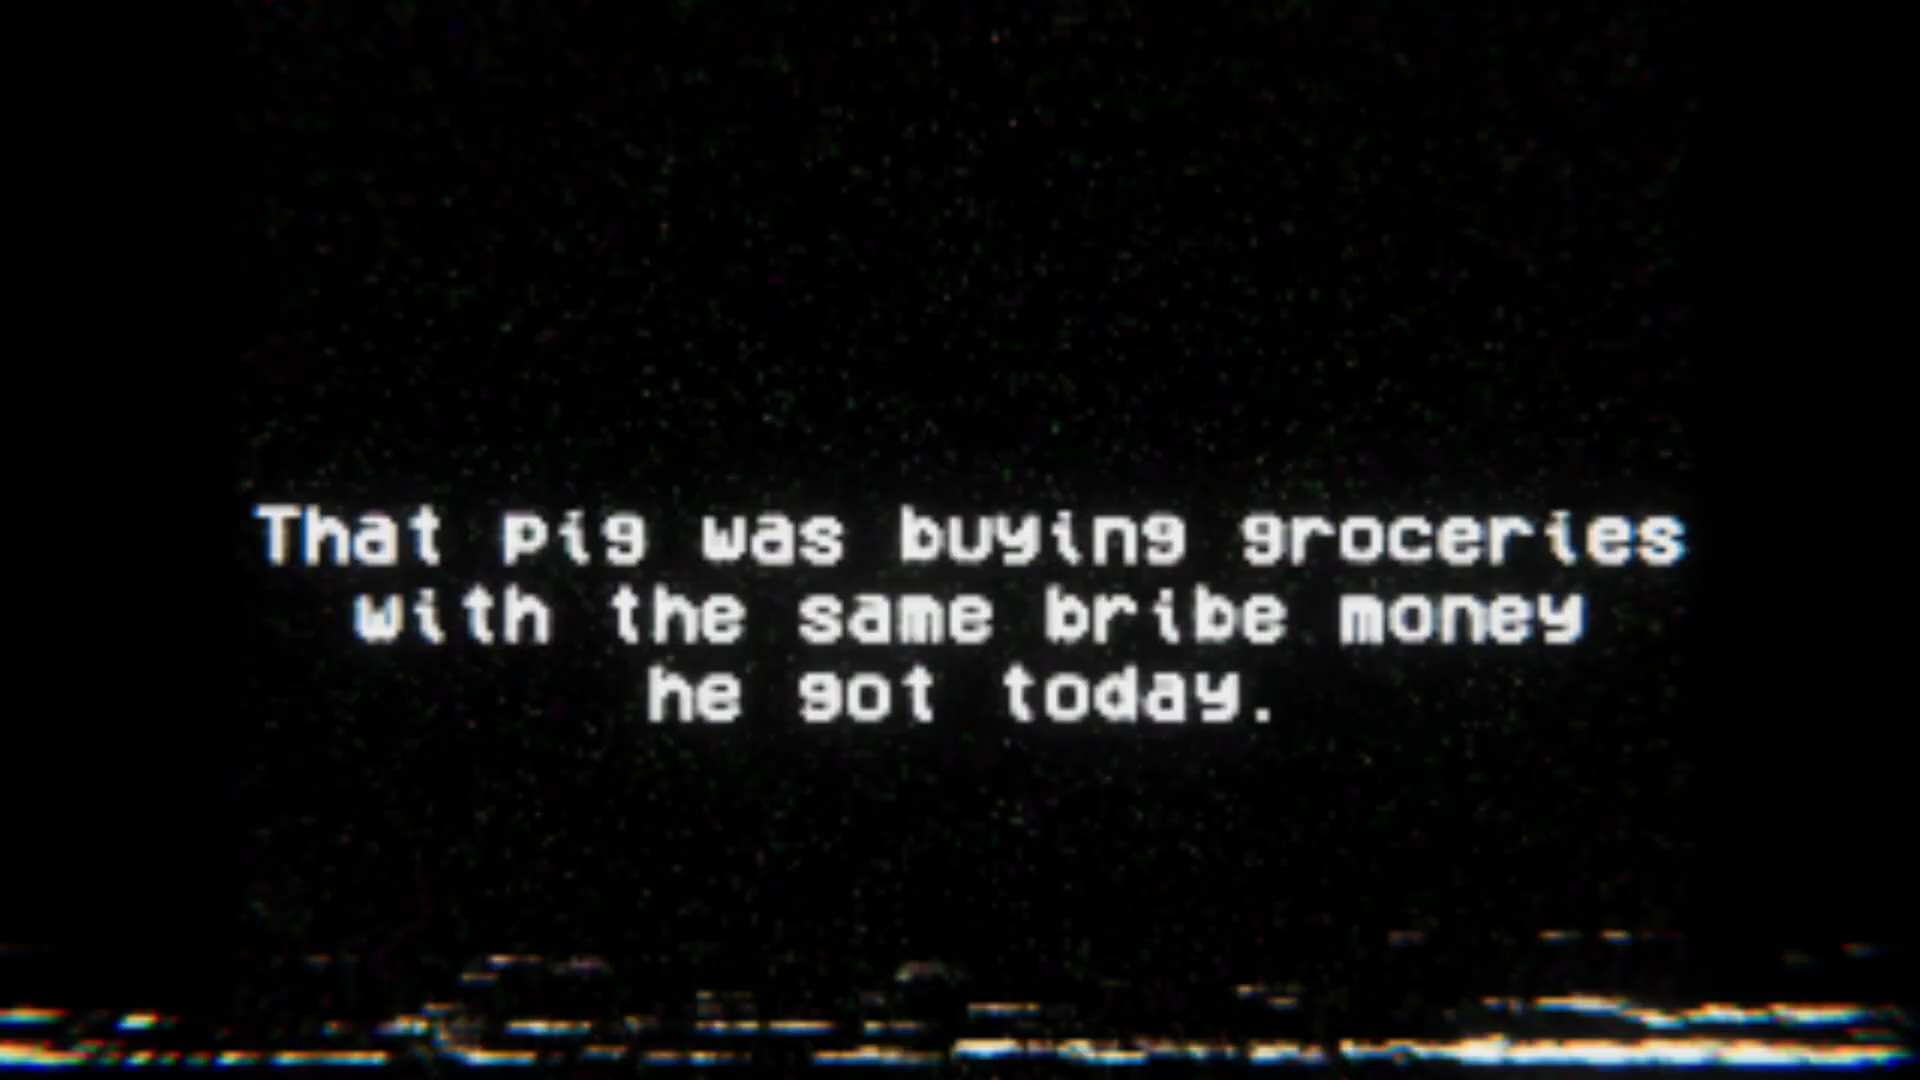 That pig was buying groceries
with the same bribe money
he got today.